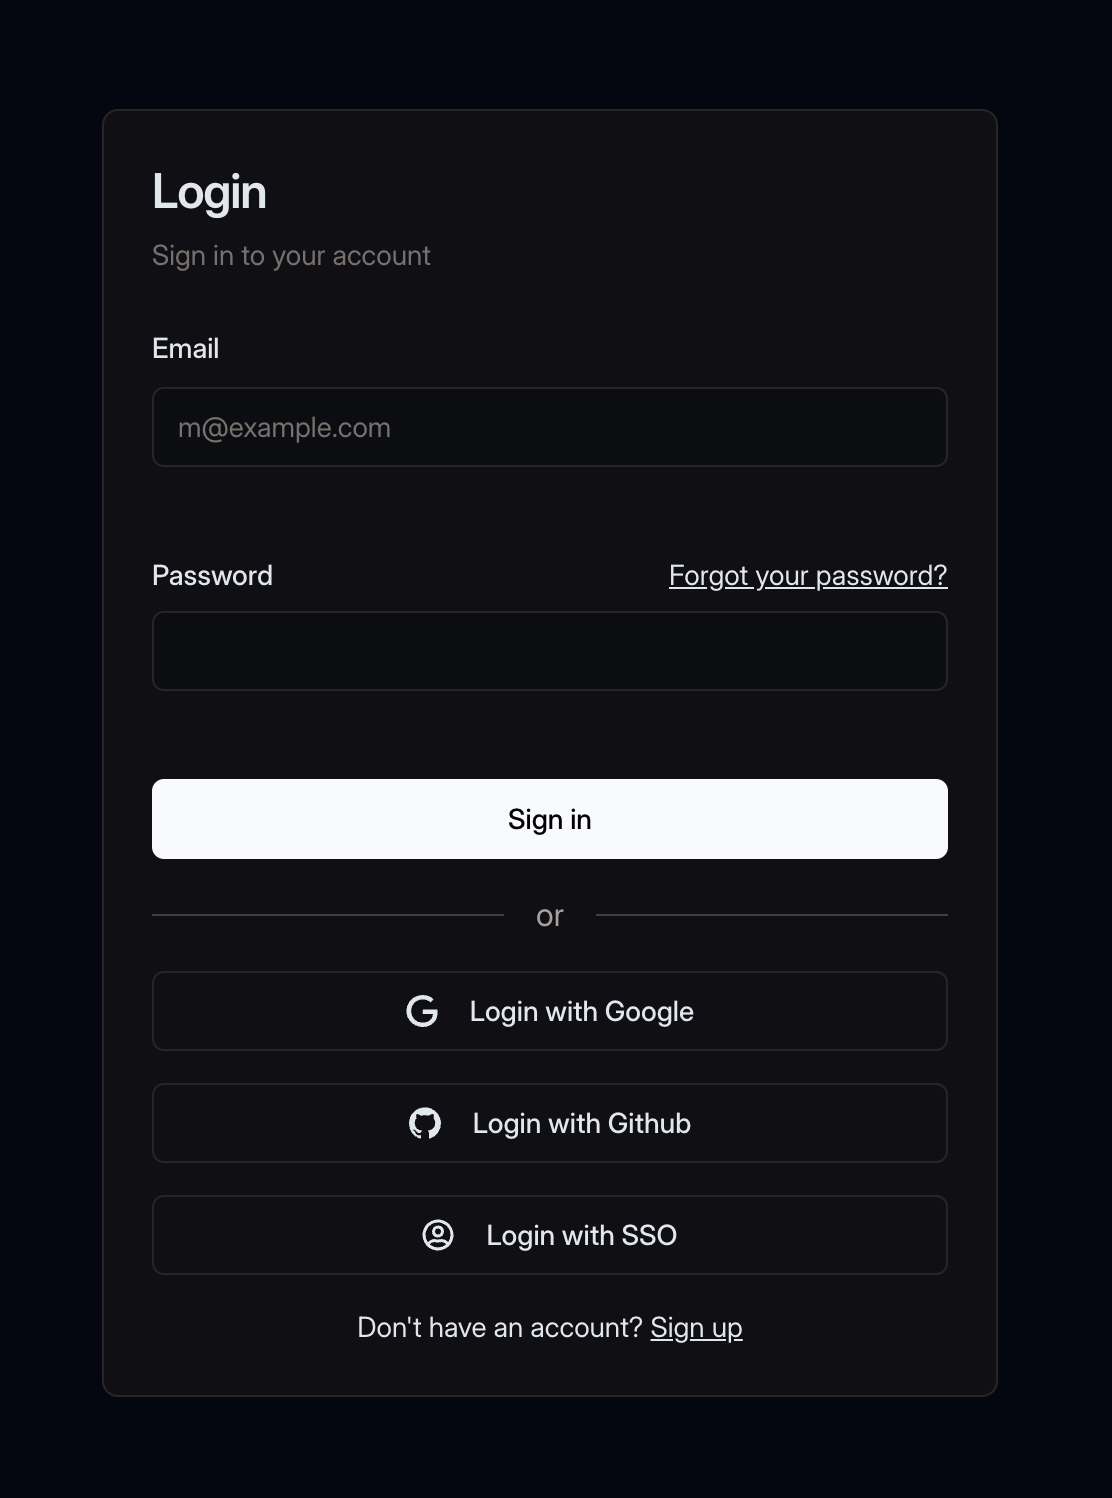 Login
Sign in to your account
Email
m@example.com
Password Forgot your password?
Sign in
or
Login with Google
Login with Github
Login with SSO
Don't have an account? Sign up